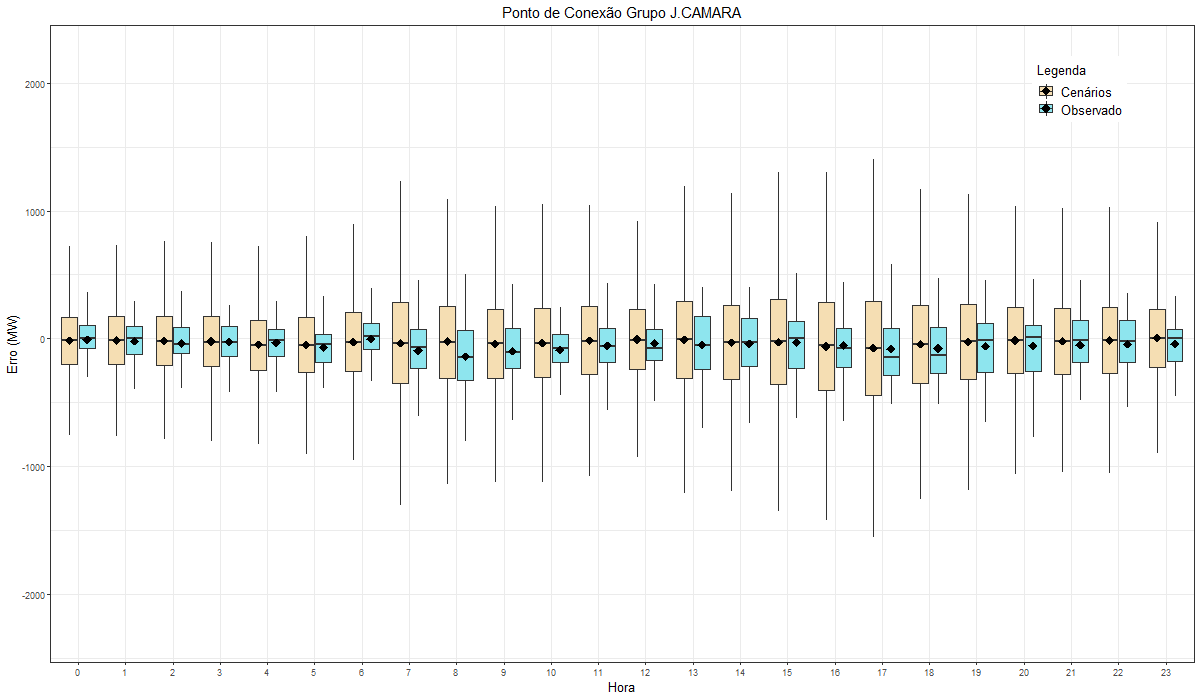 Ponto de Conexão Grupo J.CAMARA
Legenda
Cenários
Observado
Erro (MW)
2000
1000
0
-1000
-2000
0 1 2 3 4 5 6 7 8 9 10 11 12 13 14 15 16 17 18 19 20 21 22 23
Hora